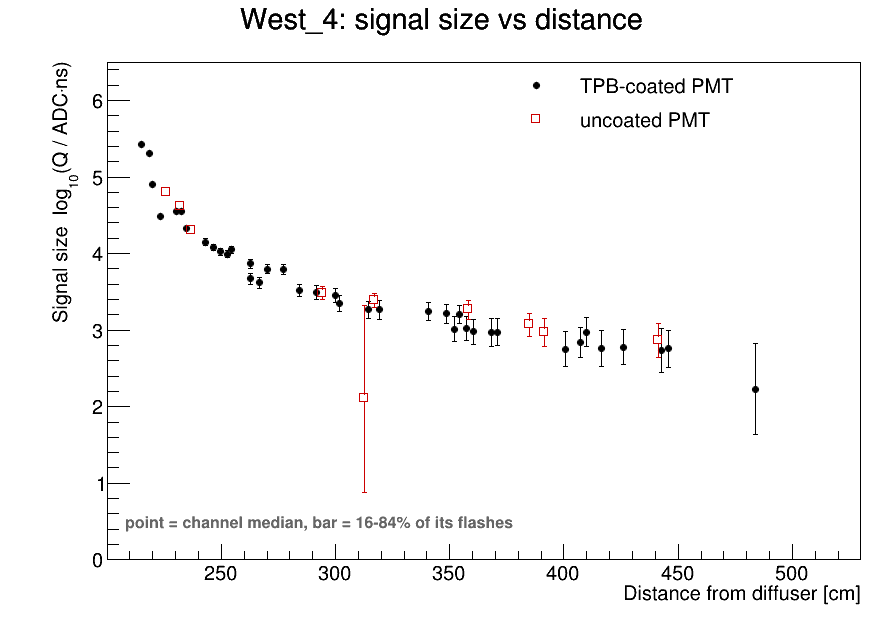 West_4: signal size vs distance
TPB-coated PMT
uncoated PMT
Signal size log10(Q / ADC·ns)
6
5
4
3
2
1
0
point = channel median, bar = 16-84% of its flashes
250 300 350 400 450 500
Distance from diffuser [cm]